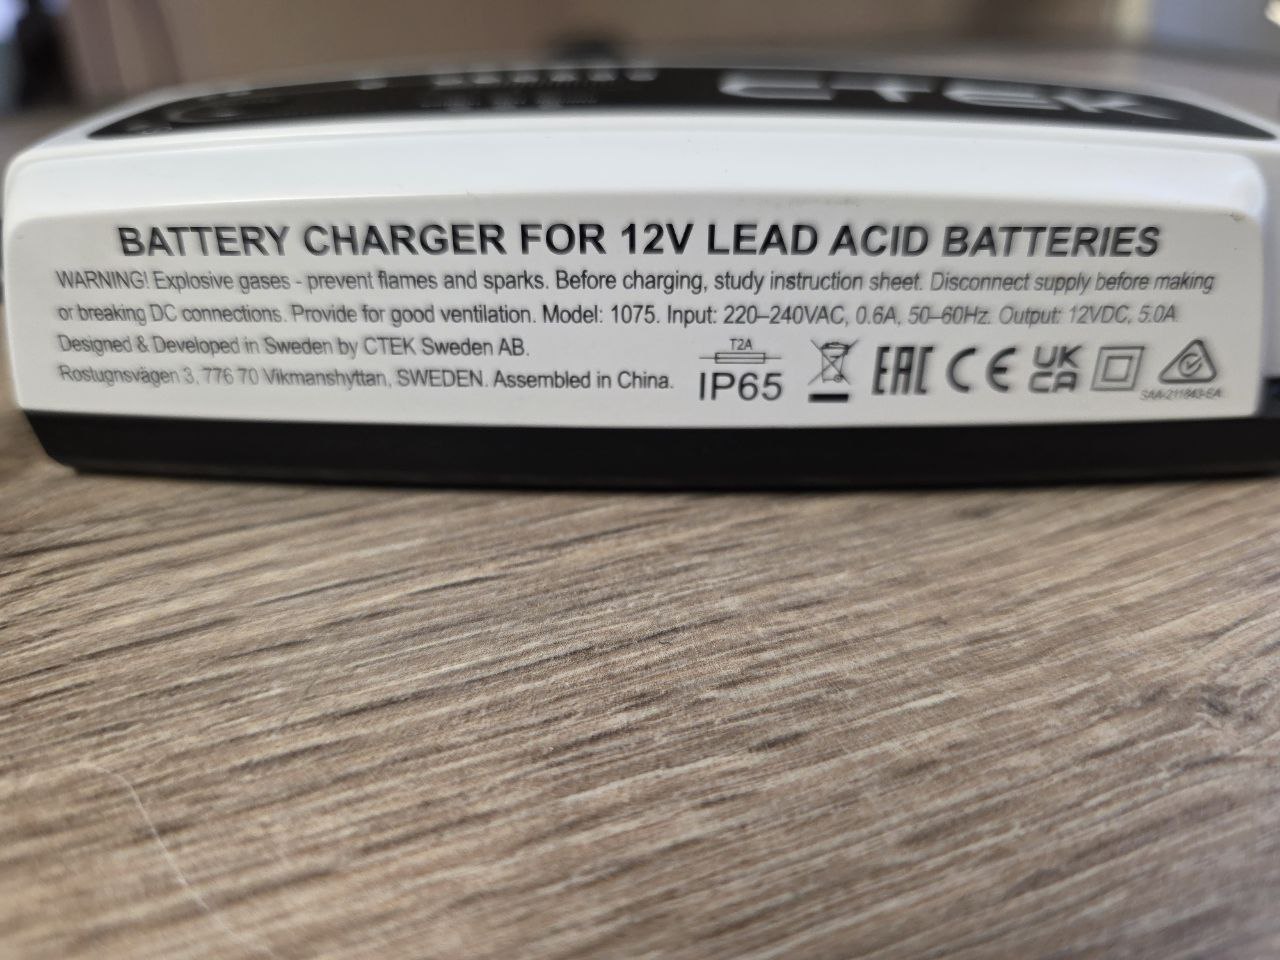 CTEK
BATTERY CHARGER FOR 12V LEAD ACID BATTERIES
WARNING! Explosive gases - prevent flames and sparks. Before charging, study instruction sheet. Disconnect supply before making
or breaking DC connections. Provide for good ventilation. Model: 1075. Input: 220–240VAC, 0.6A, 50–60Hz. Output: 12VDC, 5.0A
Designed & Developed in Sweden by CTEK Sweden AB.
Rostugnsvägen 3, 776 70 Vikmanshyttan, SWEDEN. Assembled in China.
T2A
IP65
EAC CE UK CA
SAA-211843-EA